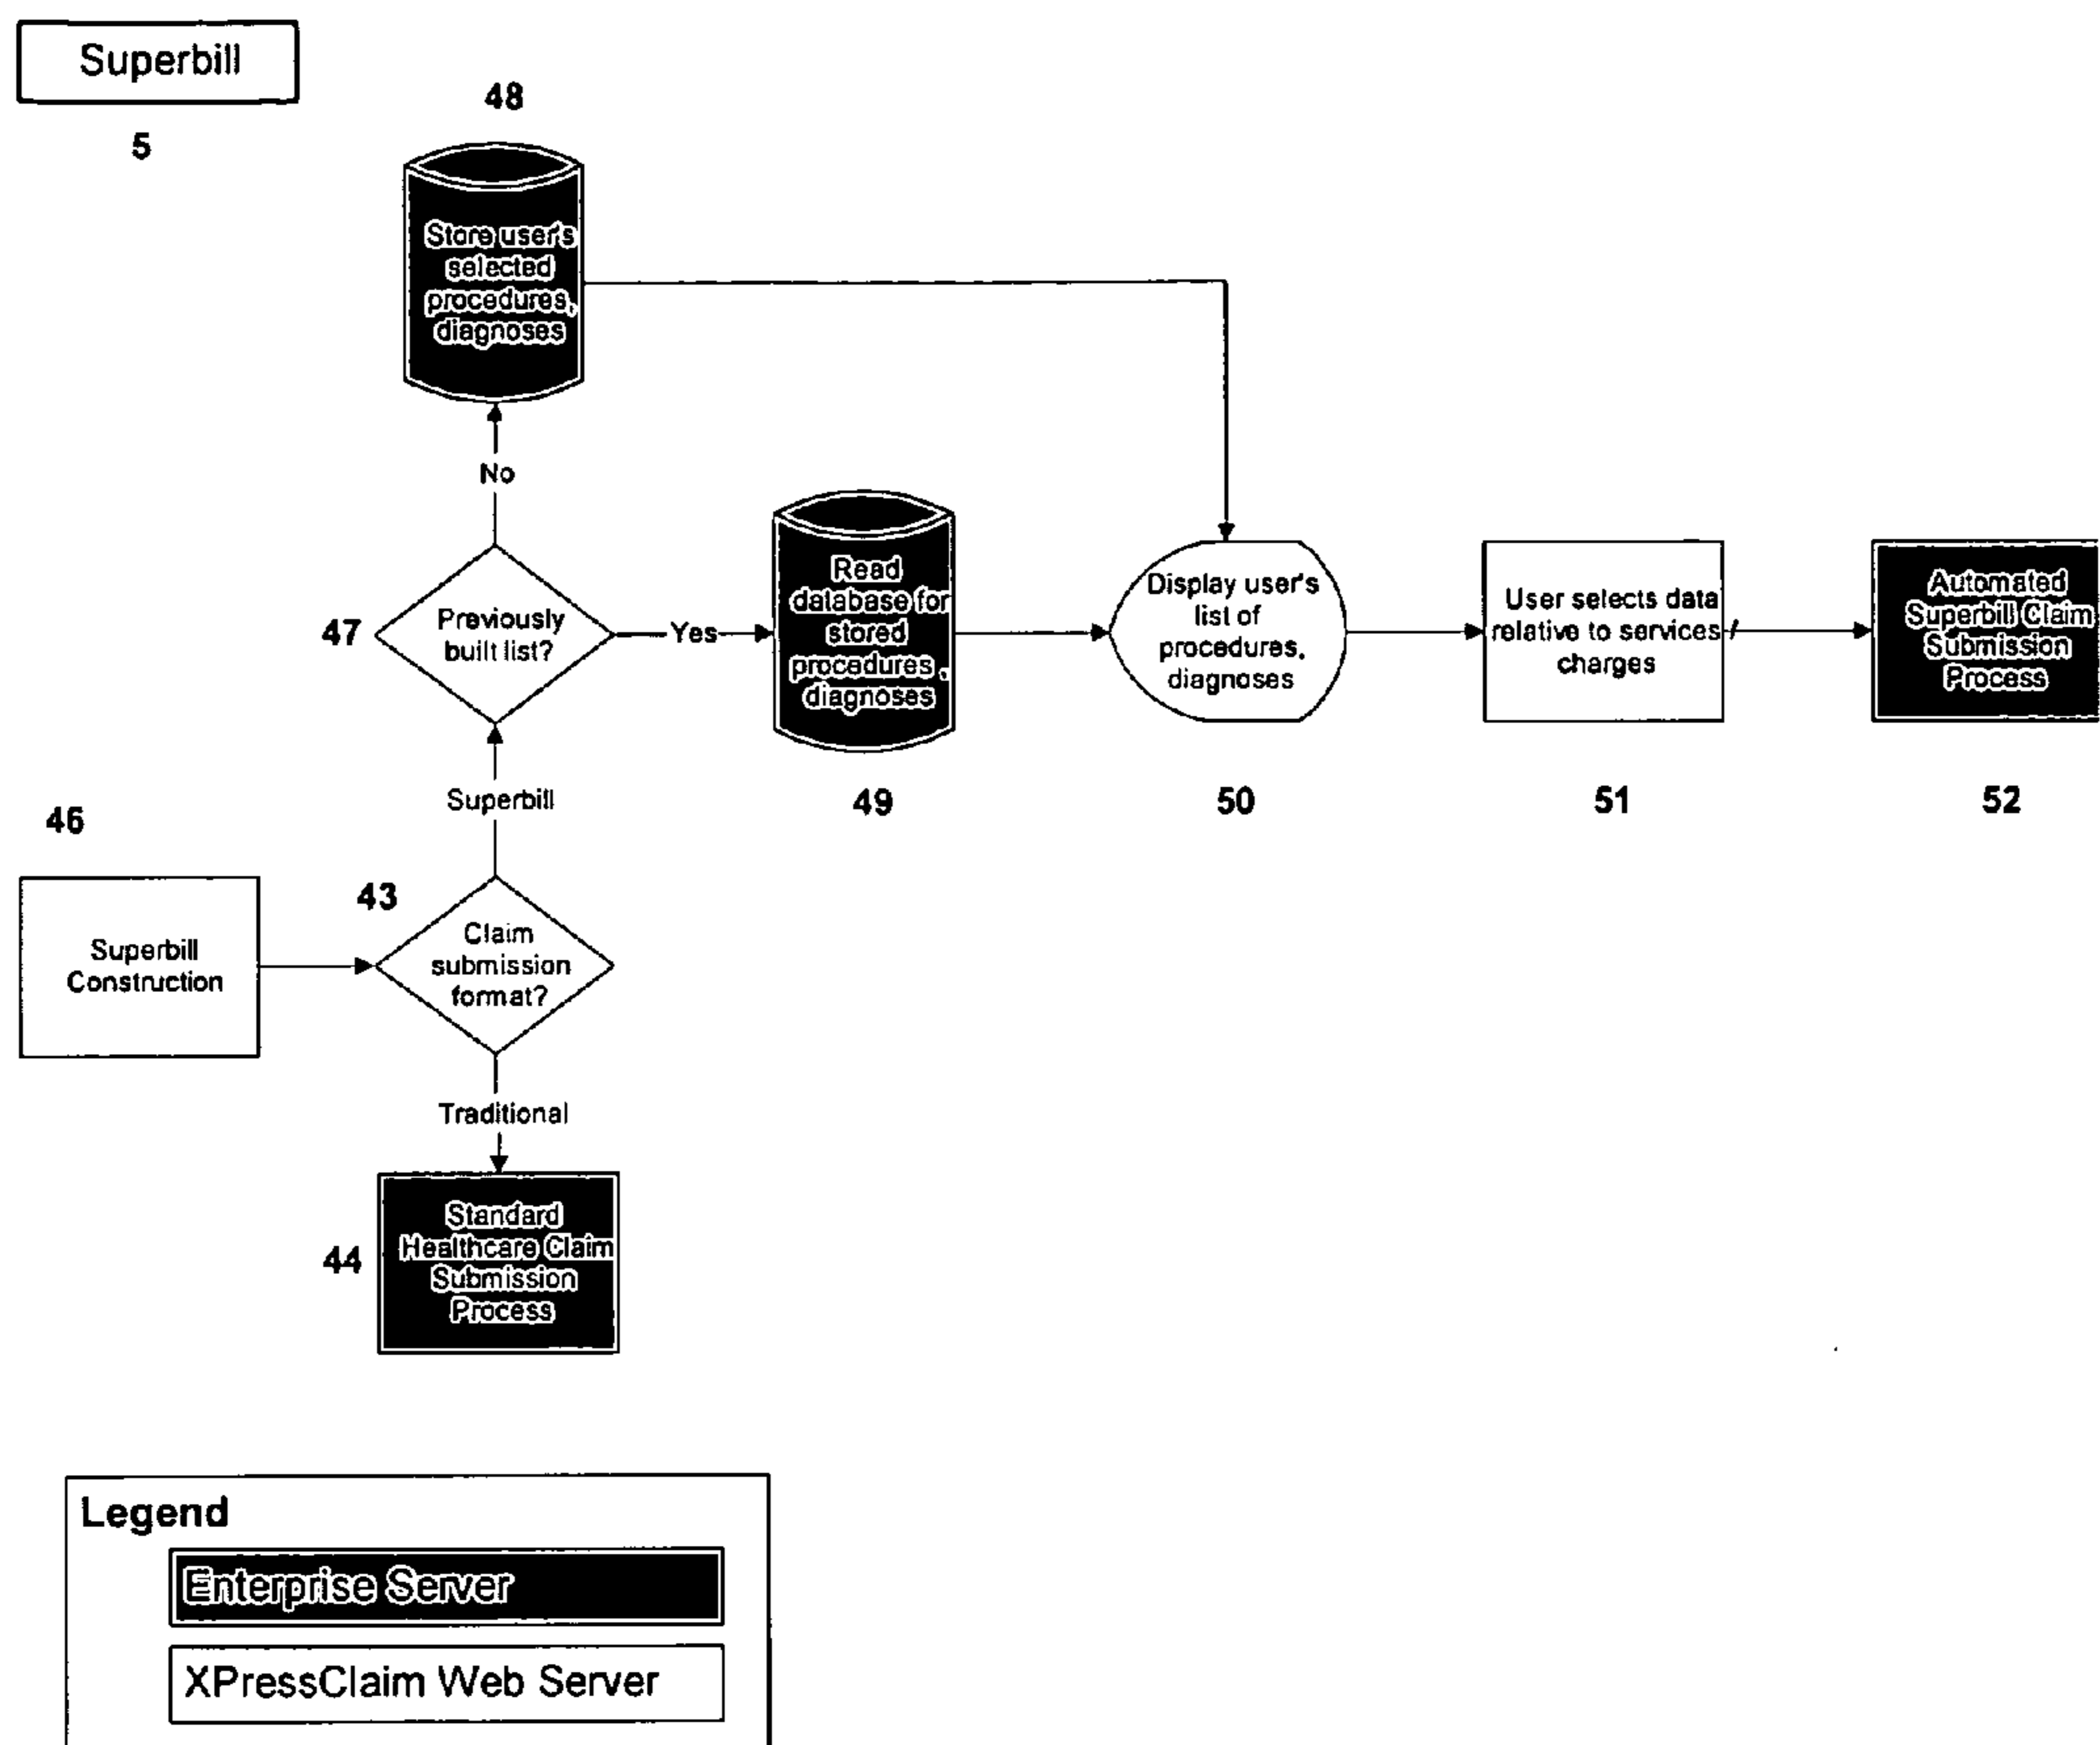 Superbill
5
48
Store user's
selected
procedures,
diagnoses
No
47
Previously
built list?
Yes
Read
database for
stored
procedures ,
diagnoses
Display user's
list of
procedures,
diagnoses
User selects data
relative to services /
charges
Automated
Superbill Claim
Submission
Process
49
50
51
52
Superbill
46
43
Superbill
Construction
Claim
submission
format?
Traditional
44
Standard
Healthcare Claim
Submission
Process
Legend
Enterprise Server
XPressClaim Web Server